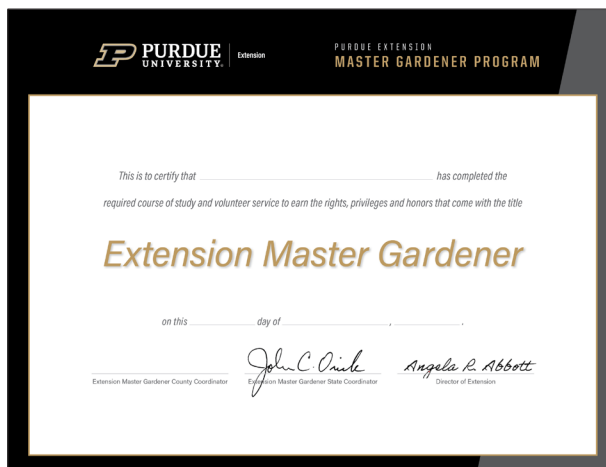 PURDUE UNIVERSITY® Extension
PURDUE EXTENSION
MASTER GARDENER PROGRAM
This is to certify that has completed the
required course of study and volunteer service to earn the rights, privileges and honors that come with the title
Extension Master Gardener
on this day of , .
John C. Orick Angela R. Abbott
Extension Master Gardener County Coordinator Extension Master Gardener State Coordinator Director of Extension